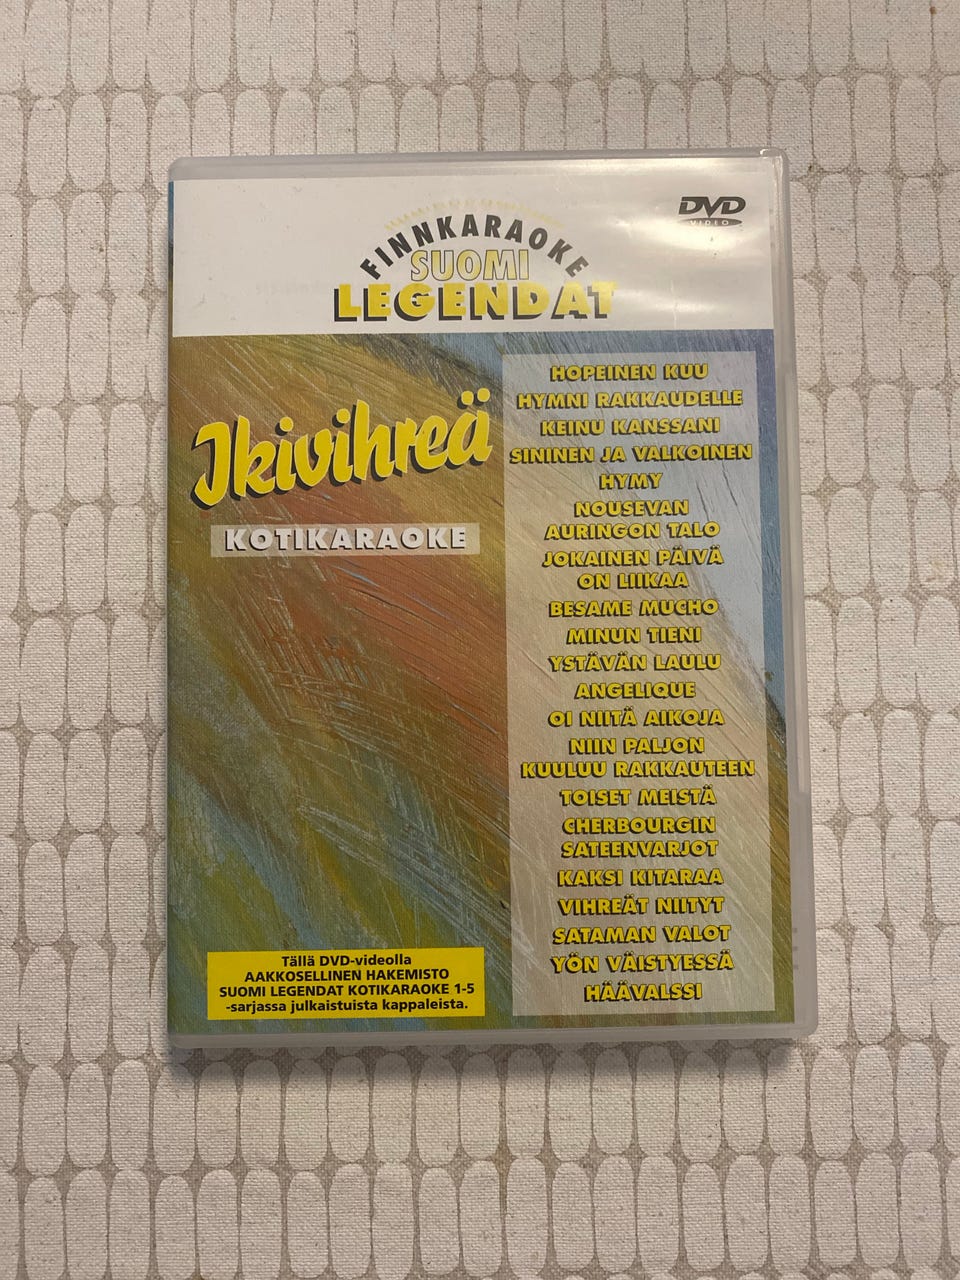 DVD
VIDEO
FINNKARAOKE
SUOMI
LEGENDAT
Ikivihreä
KOTIKARAOKE
HOPEINEN KUU
HYMNI RAKKAUDELLE
KEINU KANSSANI
SININEN JA VALKOINEN
HYMY
NOUSEVAN
AURINGON TALO
JOKAINEN PÄIVÄ
ON LIIKAA
BESAME MUCHO
MINUN TIENI
YSTÄVÄN LAULU
ANGELIQUE
OI NIITÄ AIKOJA
NIIN PALJON
KUULUU RAKKAUTEEN
TOISET MEISTÄ
CHERBOURGIN
SATEENVARJOT
KAKSI KITARAA
VIHREÄT NIITYT
SATAMAN VALOT
YÖN VÄISTYESSÄ
HÄÄVALSSI
Tällä DVD-videolla
AAKKOSELLINEN HAKEMISTO
SUOMI LEGENDAT KOTIKARAOKE 1-5
-sarjassa julkaistuista kappaleista.